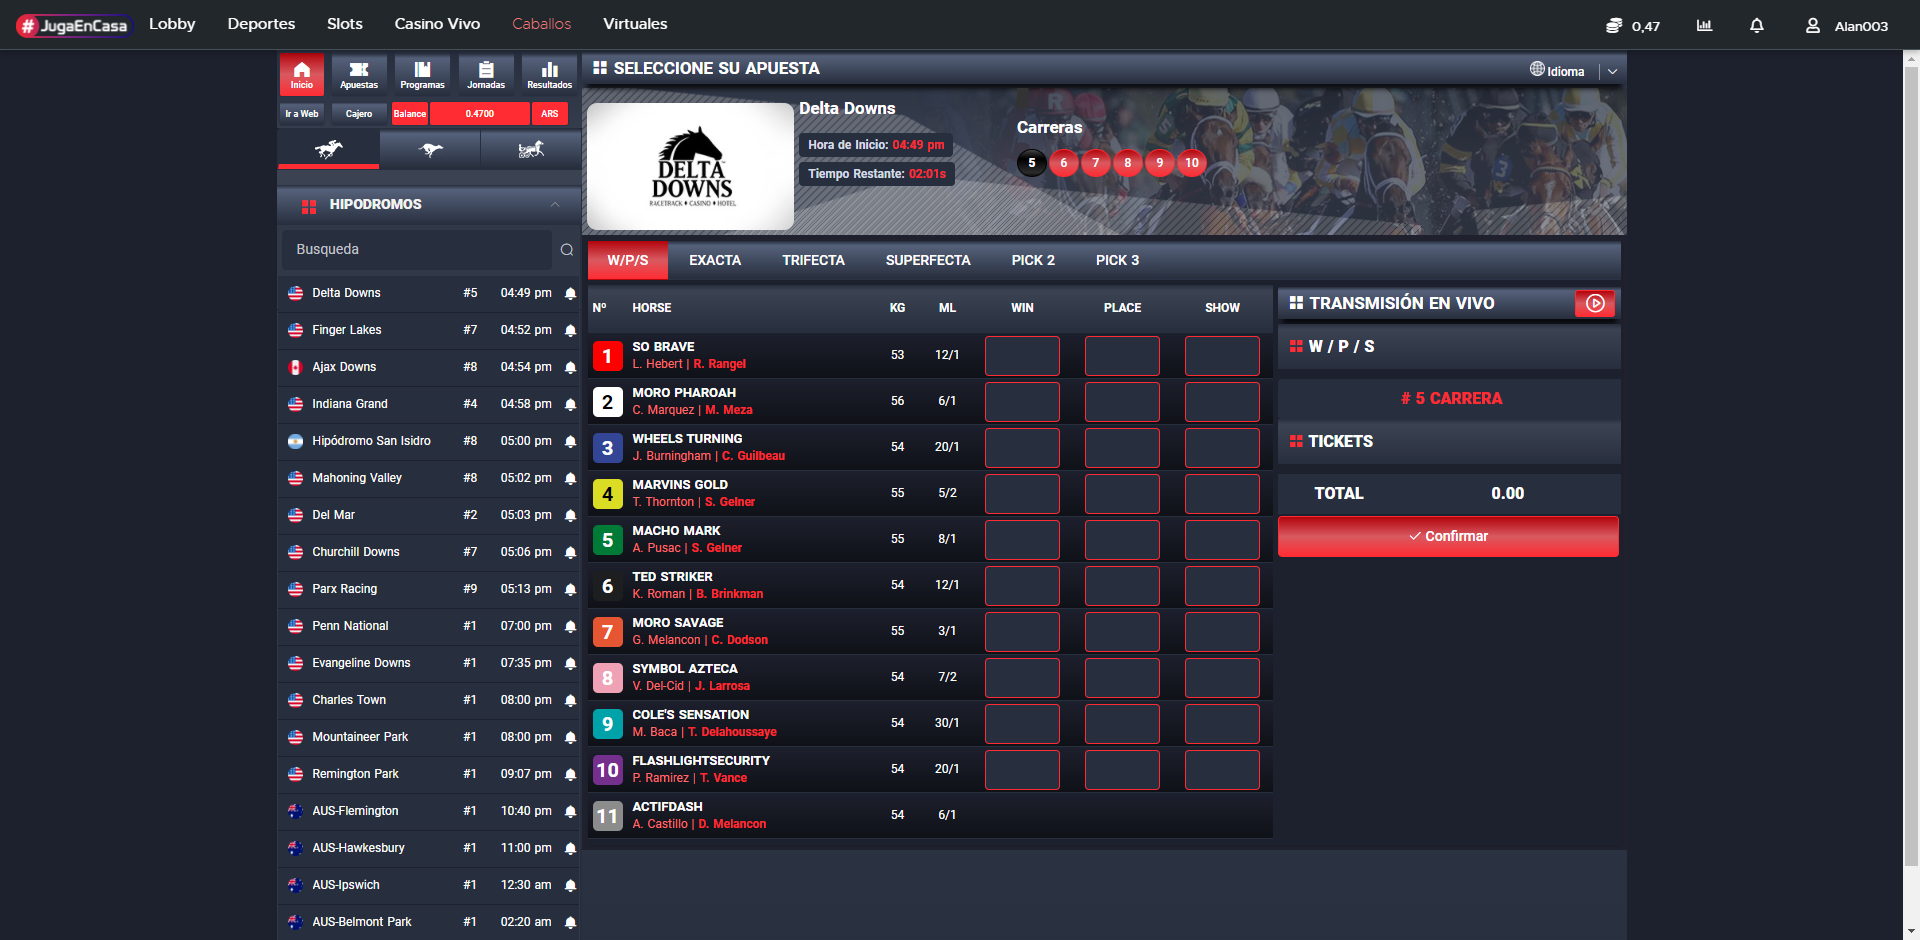 #JugaEnCasa
Lobby
Deportes
Slots
Casino Vivo
Caballos
Virtuales
0,47
Alan003
Inicio
Apuestas
Programas
Jornadas
Resultados
Ir a Web
Cajero
Balance
0.4700
ARS
HIPODROMOS
Busqueda
Delta Downs #5 04:49 pm
Finger Lakes #7 04:52 pm
Ajax Downs #8 04:54 pm
Indiana Grand #4 04:58 pm
Hipódromo San Isidro #8 05:00 pm
Mahoning Valley #8 05:02 pm
Del Mar #2 05:03 pm
Churchill Downs #7 05:06 pm
Parx Racing #9 05:13 pm
Penn National #1 07:00 pm
Evangeline Downs #1 07:35 pm
Charles Town #1 08:00 pm
Mountaineer Park #1 08:00 pm
Remington Park #1 09:07 pm
AUS-Flemington #1 10:40 pm
AUS-Hawkesbury #1 11:00 pm
AUS-Ipswich #1 12:30 am
AUS-Belmont Park #1 02:20 am
SELECCIONE SU APUESTA
Idioma
DELTA
DOWNS
RACETRACK ♦ CASINO ♦ HOTEL
Delta Downs
Hora de Inicio: 04:49 pm
Tiempo Restante: 02:01s
Carreras
5 6 7 8 9 10
W/P/S EXACTA TRIFECTA SUPERFECTA PICK 2 PICK 3
Nº HORSE KG ML WIN PLACE SHOW
1 SO BRAVE 53 12/1
L. Hebert | R. Rangel
2 MORO PHAROAH 56 6/1
C. Marquez | M. Meza
3 WHEELS TURNING 54 20/1
J. Burningham | C. Guilbeau
4 MARVINS GOLD 55 5/2
T. Thornton | S. Gelner
5 MACHO MARK 55 8/1
A. Pusac | S. Gelner
6 TED STRIKER 54 12/1
K. Roman | B. Brinkman
7 MORO SAVAGE 55 3/1
G. Melancon | C. Dodson
8 SYMBOL AZTECA 54 7/2
V. Del-Cid | J. Larrosa
9 COLE'S SENSATION 54 30/1
M. Baca | T. Delahoussaye
10 FLASHLIGHTSECURITY 54 20/1
P. Ramirez | T. Vance
11 ACTIFDASH 54 6/1
A. Castillo | D. Melancon
TRANSMISIÓN EN VIVO
W / P / S
# 5 CARRERA
TICKETS
TOTAL 0.00
Confirmar